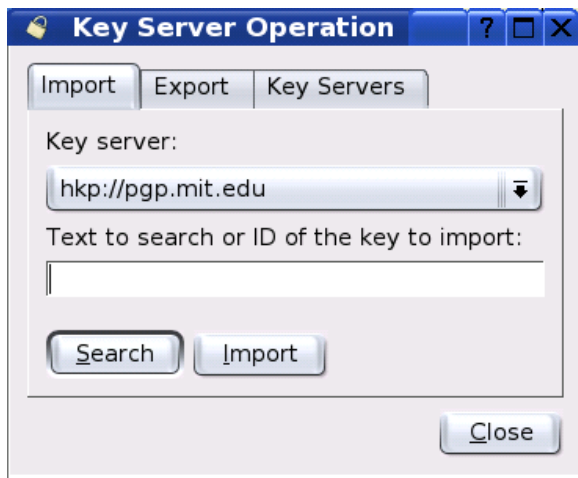 Key Server Operation ?
Import Export Key Servers
Key server:
hkp://pgp.mit.edu
Text to search or ID of the key to import:
Search Import
Close